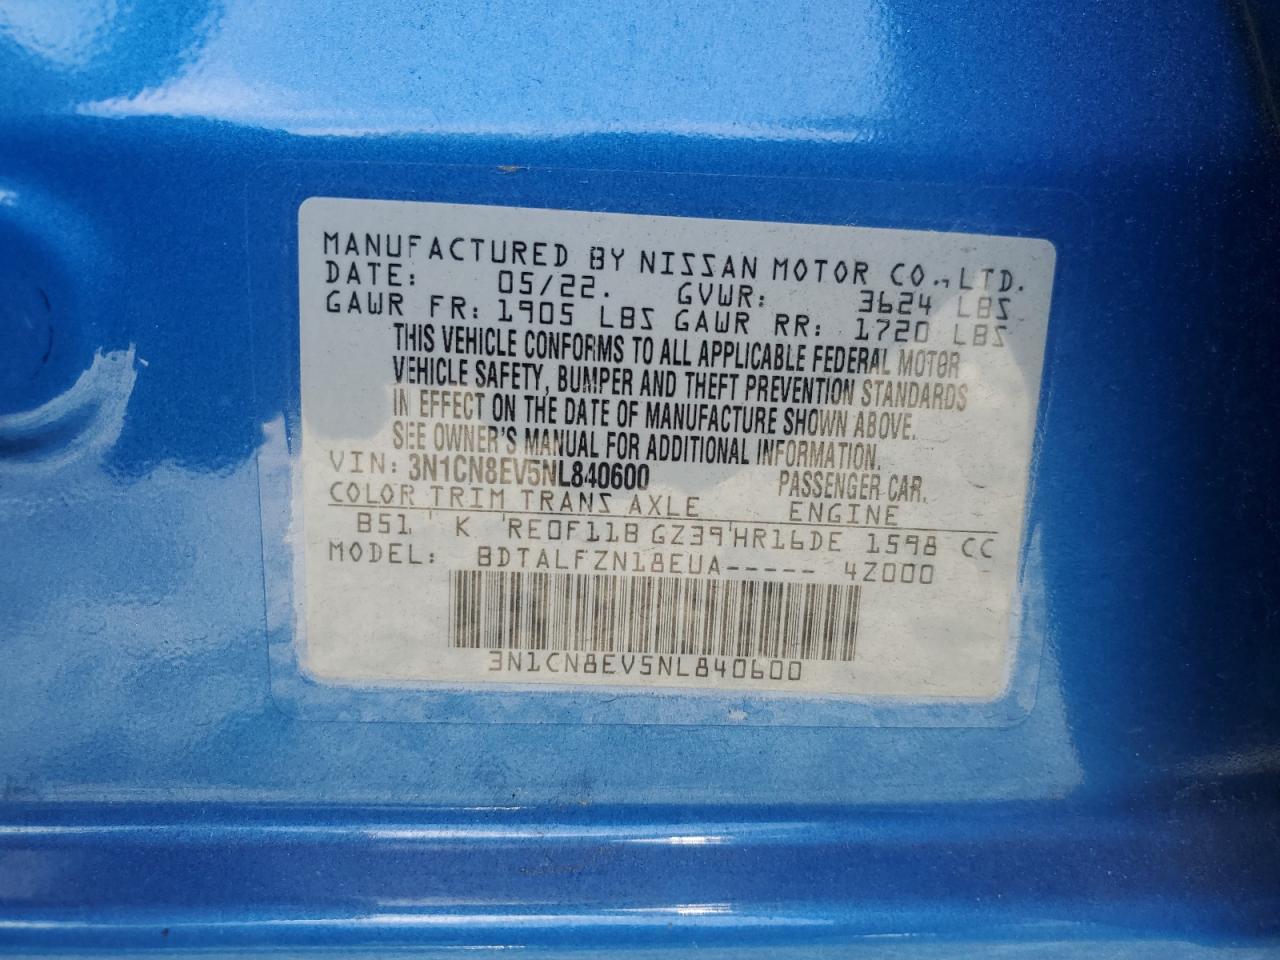 MANUFACTURED BY NISSAN MOTOR CO., LTD.
DATE: 05/22. GVWR: 3624 LBS
GAWR FR: 1905 LBS GAWR RR: 1720 LBS
THIS VEHICLE CONFORMS TO ALL APPLICABLE FEDERAL MOTOR
VEHICLE SAFETY, BUMPER AND THEFT PREVENTION STANDARDS
IN EFFECT ON THE DATE OF MANUFACTURE SHOWN ABOVE.
SEE OWNER'S MANUAL FOR ADDITIONAL INFORMATION.
VIN: 3N1CN8EV5NL840600 PASSENGER CAR.
COLOR TRIM TRANS AXLE ENGINE
B51 K RE0F11B GZ39 HR16DE 1598 CC
MODEL: BDTALFZN18EUA----- 4Z000
3N1CN8EV5NL840600